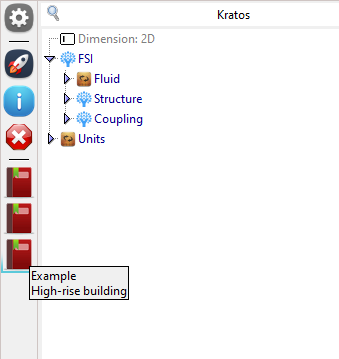 Kratos
Dimension: 2D
FSI
Fluid
Structure
Coupling
Units
Example
High-rise building